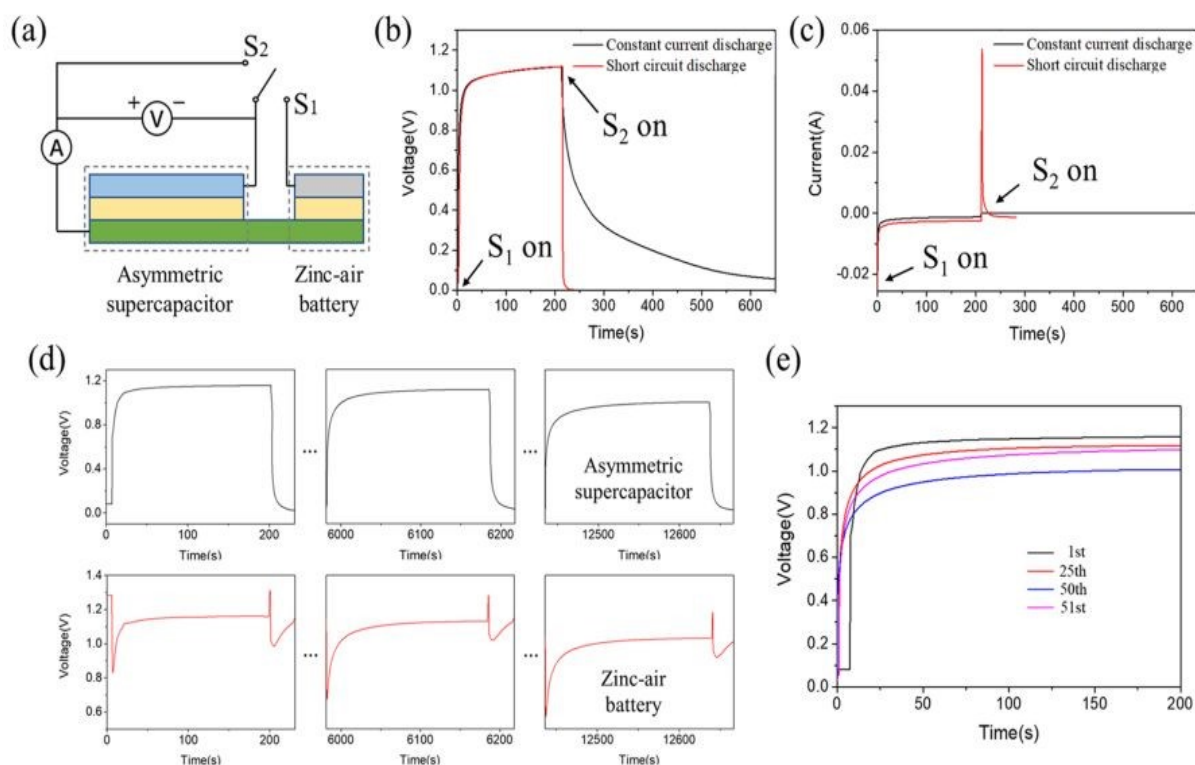 (a)
S2
S1
+ V −
A
Asymmetric
supercapacitor
Zinc-air
battery
(b)
Voltage(V)
1.5
1.2
0.9
0.6
0.4
0.2
0.0
Constant current discharge
Short circuit discharge
S2 on
S1 on
0 100 200 300 400 500 600
Time(s)
(c)
Current(A)
0.06
0.04
0.02
0.00
-0.02
Constant current discharge
Short circuit discharge
S2 on
S1 on
0 100 200 300 400 500 600
Time(s)
(d)
Voltage(V)
1.2
0.8
0.4
0.0
0 200
Time(s)
...
6000 6100 6200
Time(s)
...
Asymmetric
supercapacitor
12500 12600
Time(s)
Voltage(V)
1.4
1.2
1.0
0.8
0.6
0 200
Time(s)
...
6000 6100 6200
Time(s)
...
Zinc-air
battery
12500 12600
Time(s)
(e)
Voltage(V)
1.2
1.0
0.8
0.6
0.4
0.2
0.0
1st
25th
50th
51st
0 25 50 75 100 125 150 200
Time(s)